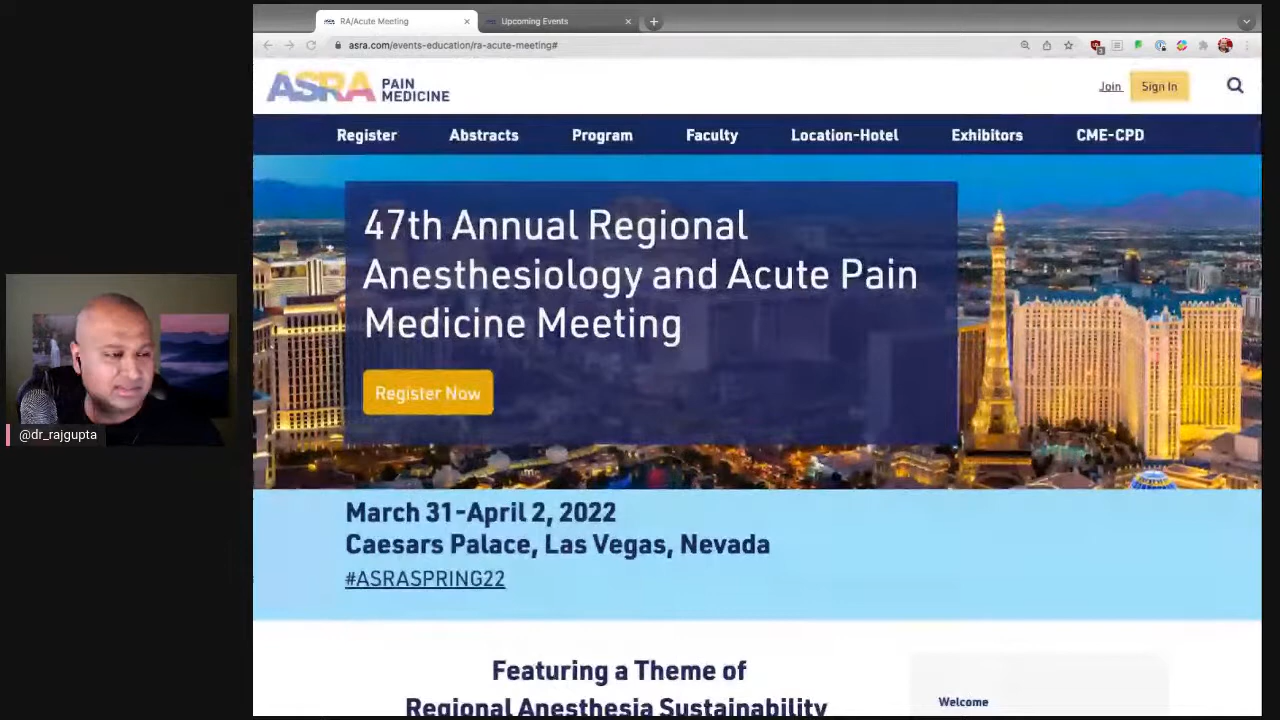 RA/Acute Meeting
Upcoming Events
asra.com/events-education/ra-acute-meeting#
ASRA PAIN MEDICINE
Join
Sign In
Register
Abstracts
Program
Faculty
Location-Hotel
Exhibitors
CME-CPD
47th Annual Regional
Anesthesiology and Acute Pain
Medicine Meeting
Register Now
@dr_rajgupta
March 31-April 2, 2022
Caesars Palace, Las Vegas, Nevada
#ASRASPRING22
Featuring a Theme of
Regional Anesthesia Sustainability
Welcome